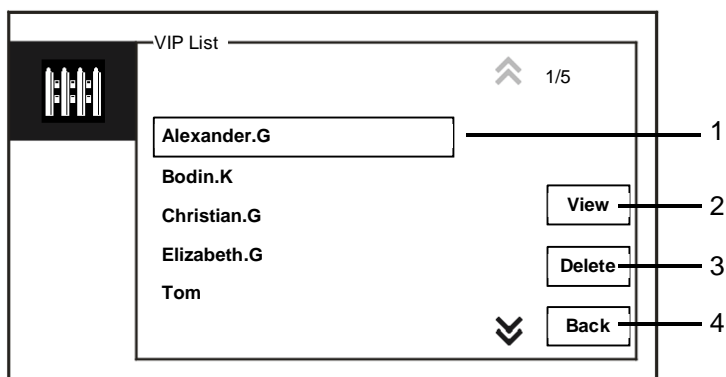 VIP List
1/5
Alexander.G
1
Bodin.K
View
2
Christian.G
Elizabeth.G
Delete
3
Tom
Back
4